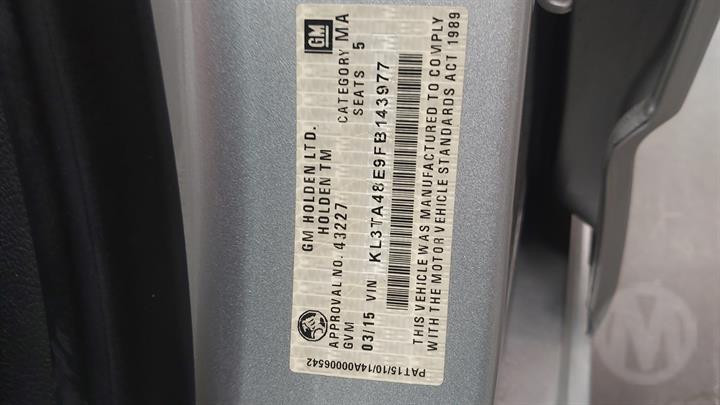 GM HOLDEN LTD.
HOLDEN TM
APPROVAL NO. 43227
CATEGORY MA
GVM
SEATS 5
03/15 VIN KL3TA48E9FB143977
THIS VEHICLE WAS MANUFACTURED TO COMPLY
WITH THE MOTOR VEHICLE STANDARDS ACT 1989
PAT15/10/14A00006542
GM
M